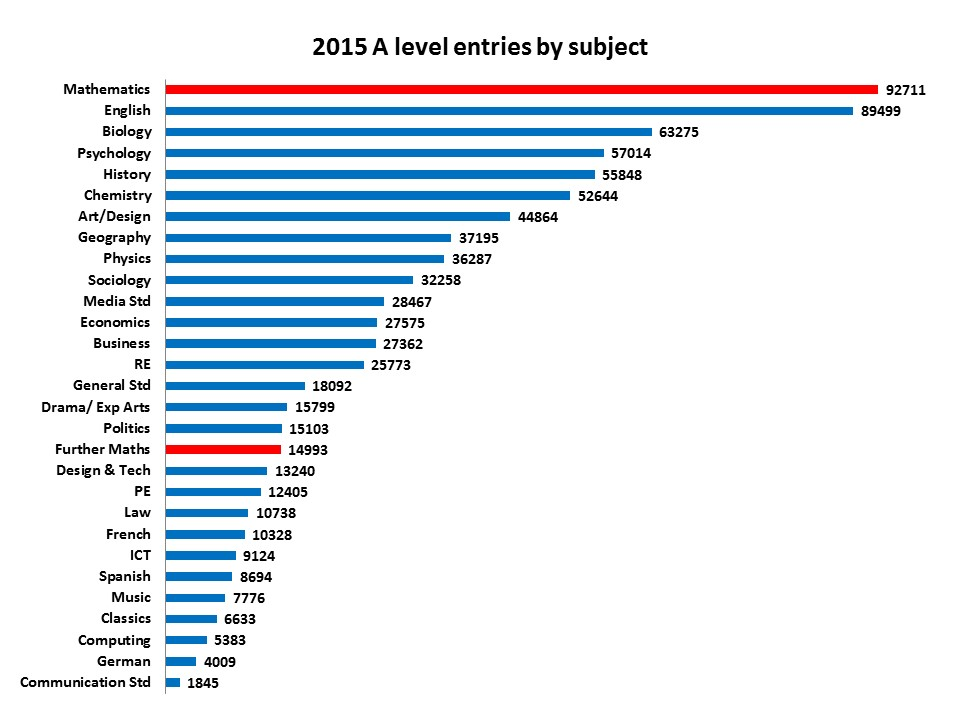 2015 A level entries by subject
Mathematics 92711
English 89499
Biology 63275
Psychology 57014
History 55848
Chemistry 52644
Art/Design 44864
Geography 37195
Physics 36287
Sociology 32258
Media Std 28467
Economics 27575
Business 27362
RE 25773
General Std 18092
Drama/ Exp Arts 15799
Politics 15103
Further Maths 14993
Design & Tech 13240
PE 12405
Law 10738
French 10328
ICT 9124
Spanish 8694
Music 7776
Classics 6633
Computing 5383
German 4009
Communication Std 1845